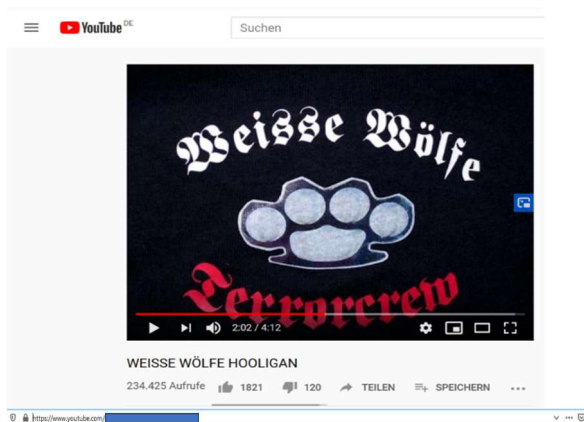 YouTube DE
Suchen
Weisse Wölfe
Terrorcrew
2:02 / 4:12
WEISSE WÖLFE HOOLIGAN
234.425 Aufrufe 1821 120 TEILEN SPEICHERN
https://www.youtube.com/